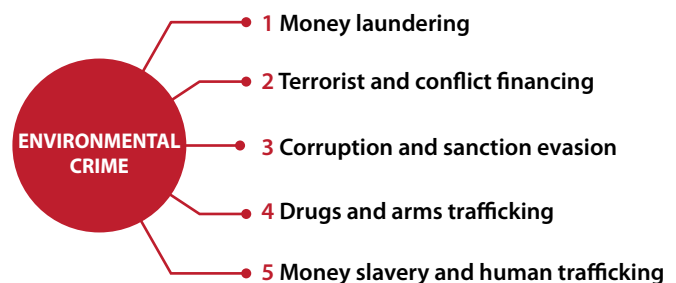 ENVIRONMENTAL
CRIME
1 Money laundering
2 Terrorist and conflict financing
3 Corruption and sanction evasion
4 Drugs and arms trafficking
5 Money slavery and human trafficking